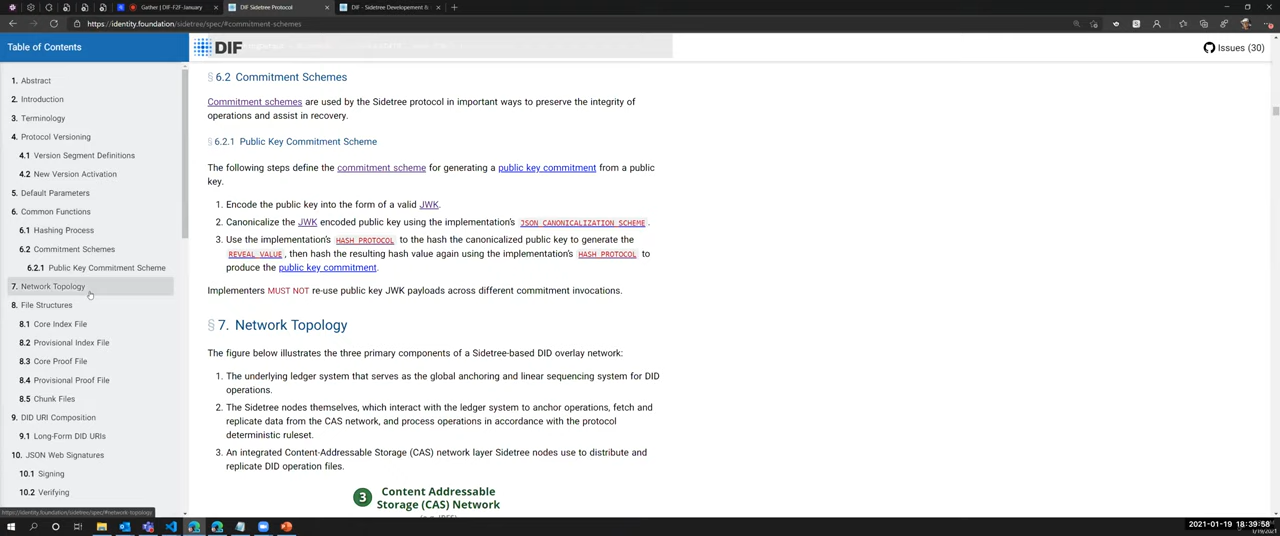 Gather | DIF-F2F-January
DIF Sidetree Protocol
DIF - Sidetree Developement &
https://identity.foundation/sidetree/spec/#commitment-schemes
Table of Contents
DIF
Issues (30)
1. Abstract
2. Introduction
3. Terminology
4. Protocol Versioning
4.1 Version Segment Definitions
4.2 New Version Activation
5. Default Parameters
6. Common Functions
6.1 Hashing Process
6.2 Commitment Schemes
6.2.1 Public Key Commitment Scheme
7. Network Topology
8. File Structures
8.1 Core Index File
8.2 Provisional Index File
8.3 Core Proof File
8.4 Provisional Proof File
8.5 Chunk Files
9. DID URI Composition
9.1 Long-Form DID URIs
10. JSON Web Signatures
10.1 Signing
10.2 Verifying
https://identity.foundation/sidetree/spec/#network-topology
§ 6.2 Commitment Schemes
Commitment schemes are used by the Sidetree protocol in important ways to preserve the integrity of
operations and assist in recovery.
§ 6.2.1 Public Key Commitment Scheme
The following steps define the commitment scheme for generating a public key commitment from a public
key.
1. Encode the public key into the form of a valid JWK.
2. Canonicalize the JWK encoded public key using the implementation's JSON CANONICALIZATION SCHEME.
3. Use the implementation's HASH PROTOCOL to the hash the canonicalized public key to generate the
REVEAL VALUE, then hash the resulting hash value again using the implementation's HASH PROTOCOL to
produce the public key commitment.
Implementers MUST NOT re-use public key JWK payloads across different commitment invocations.
§ 7. Network Topology
The figure below illustrates the three primary components of a Sidetree-based DID overlay network:
1. The underlying ledger system that serves as the global anchoring and linear sequencing system for DID
operations.
2. The Sidetree nodes themselves, which interact with the ledger system to anchor operations, fetch and
replicate data from the CAS network, and process operations in accordance with the protocol
deterministic ruleset.
3. An integrated Content-Addressable Storage (CAS) network layer Sidetree nodes use to distribute and
replicate DID operation files.
3 Content Addressable
Storage (CAS) Network
2021-01-19 18:39:58
1/19/2021